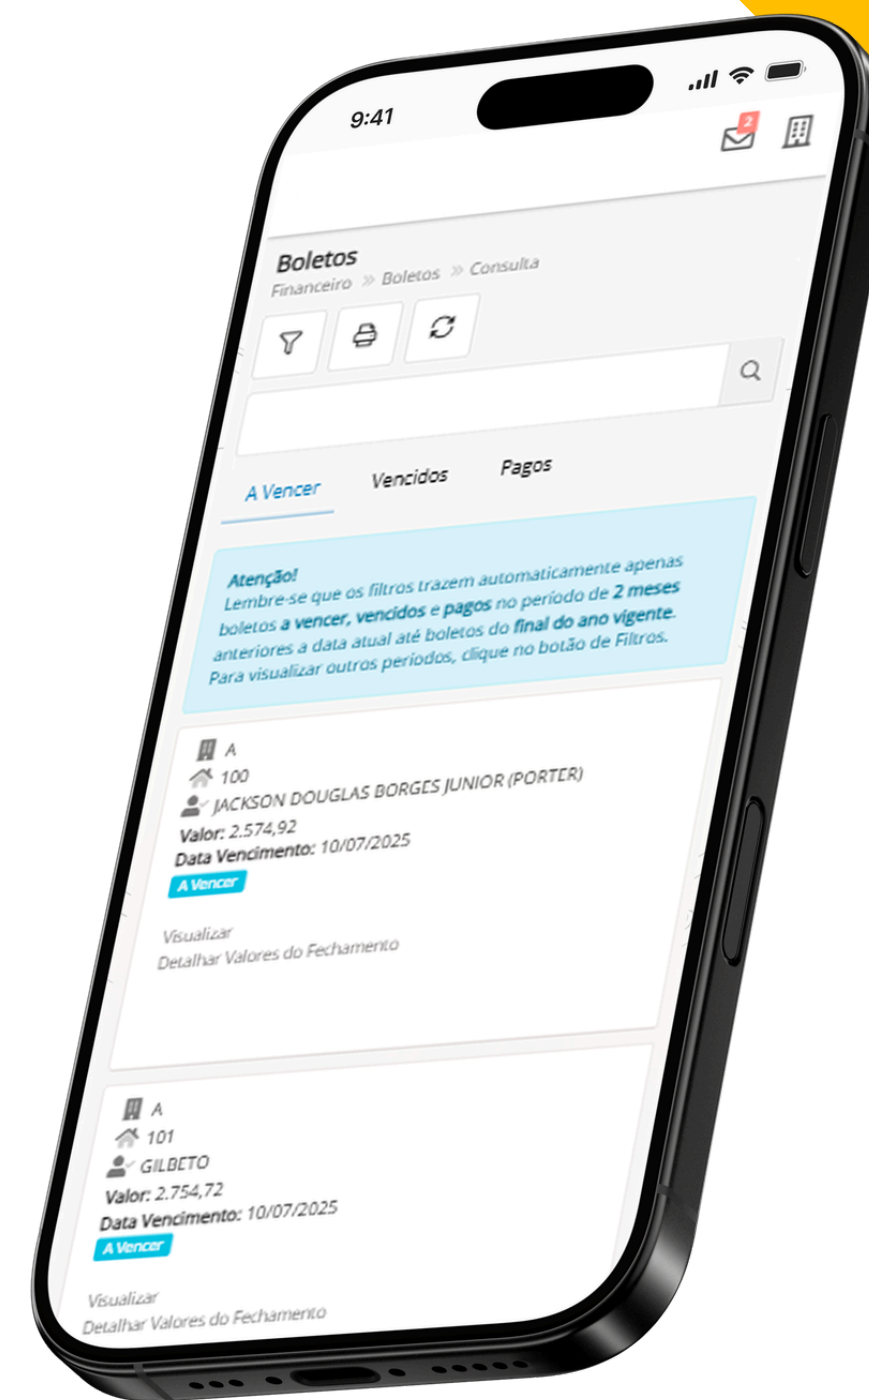 9:41
2
Boletos
Financeiro » Boletos » Consulta
A Vencer Vencidos Pagos
Atenção!
Lembre-se que os filtros trazem automaticamente apenas
boletos a vencer, vencidos e pagos no período de 2 meses
anteriores a data atual até boletos do final do ano vigente.
Para visualizar outros períodos, clique no botão de Filtros.
A
100
JACKSON DOUGLAS BORGES JUNIOR (PORTER)
Valor: 2.574,92
Data Vencimento: 10/07/2025
A Vencer
Visualizar
Detalhar Valores do Fechamento
A
101
GILBETO
Valor: 2.754,72
Data Vencimento: 10/07/2025
A Vencer
Visualizar
Detalhar Valores do Fechamento